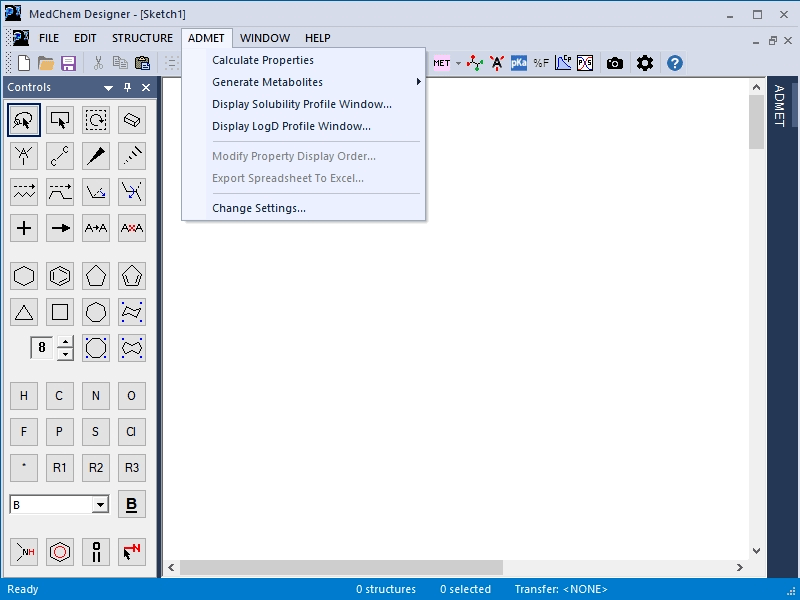 MedChem Designer - [Sketch1]
FILE EDIT STRUCTURE ADMET WINDOW HELP
MET pKa %F Cp
Controls
Calculate Properties
Generate Metabolites
Display Solubility Profile Window...
Display LogD Profile Window...
Modify Property Display Order...
Export Spreadsheet To Excel...
Change Settings...
ADMET
A→A A×A
8
H C N O
F P S Cl
* R1 R2 R3
B B
NH N
Ready 0 structures 0 selected Transfer: <NONE>